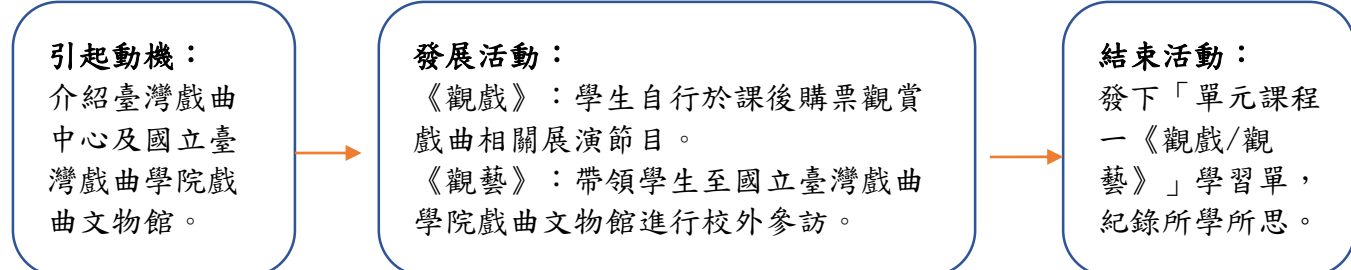 引起動機：
介紹臺灣戲曲
中心及國立臺
灣戲曲學院戲
曲文物館。
發展活動：
《觀戲》：學生自行於課後購票觀賞
戲曲相關展演節目。
《觀藝》：帶領學生至國立臺灣戲曲
學院戲曲文物館進行校外參訪。
結束活動：
發下「單元課程
一《觀戲/觀
藝》」學習單，
紀錄所學所思。